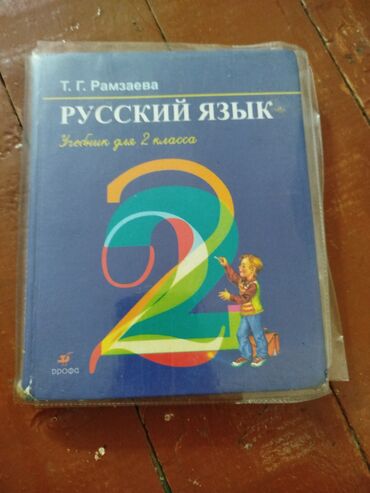 Т. Г. Рамзаева
РУССКИЙ ЯЗЫК
Учебник для 2 класса
2
дрофа